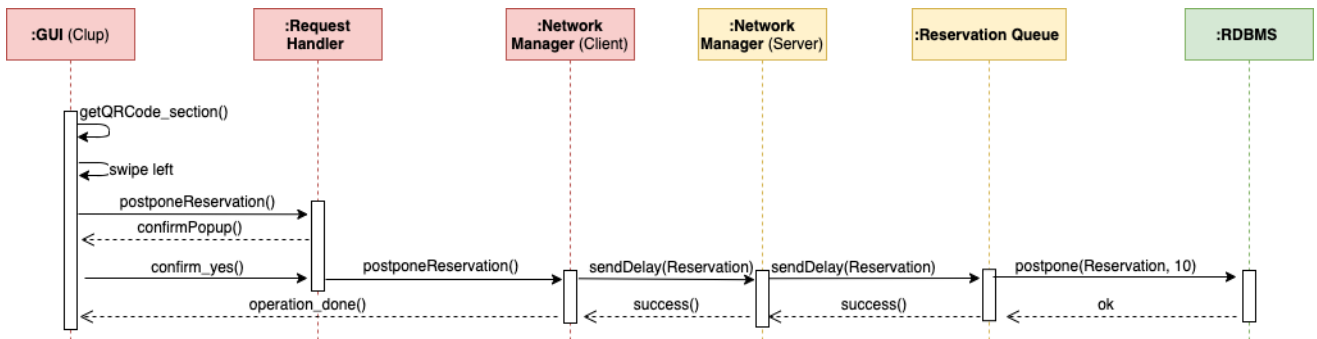 :GUI (Clup)
:Request
Handler
:Network
Manager (Client)
:Network
Manager (Server)
:Reservation Queue
:RDBMS
getQRCode_section()
swipe left
postponeReservation()
confirmPopup()
confirm_yes()
postponeReservation()
sendDelay(Reservation)
sendDelay(Reservation)
postpone(Reservation, 10)
operation_done()
success()
success()
ok